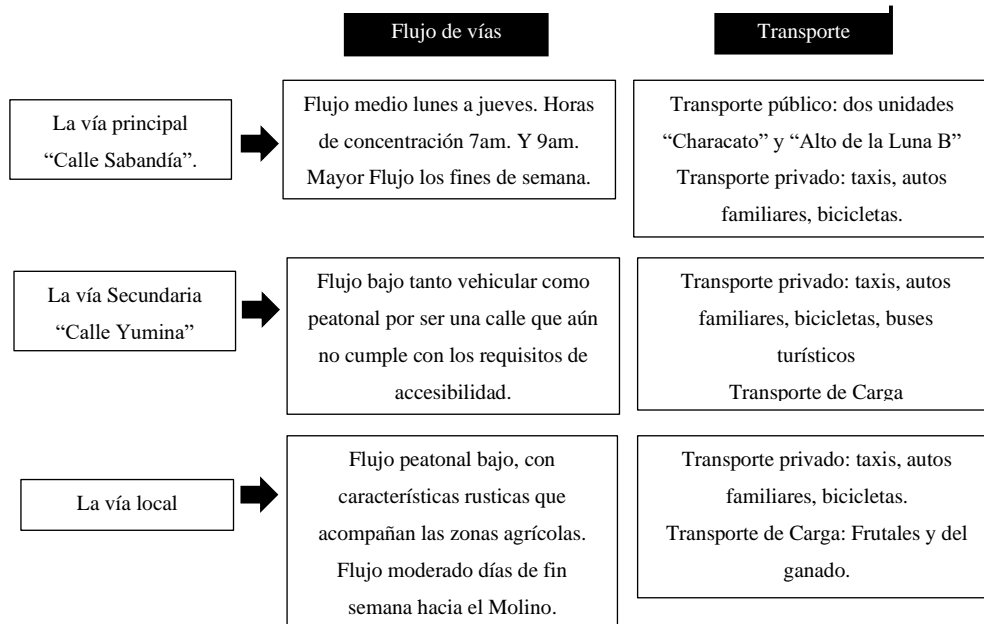 Flujo de vías
Transporte
La vía principal
“Calle Sabandía”.
Flujo medio lunes a jueves. Horas
de concentración 7am. Y 9am.
Mayor Flujo los fines de semana.
Transporte público: dos unidades
“Characato” y “Alto de la Luna B”
Transporte privado: taxis, autos
familiares, bicicletas.
La vía Secundaria
“Calle Yumina”
Flujo bajo tanto vehicular como
peatonal por ser una calle que aún
no cumple con los requisitos de
accesibilidad.
Transporte privado: taxis, autos
familiares, bicicletas, buses
turísticos
Transporte de Carga
La vía local
Flujo peatonal bajo, con
características rusticas que
acompañan las zonas agrícolas.
Flujo moderado días de fin
semana hacia el Molino.
Transporte privado: taxis, autos
familiares, bicicletas.
Transporte de Carga: Frutales y del
ganado.